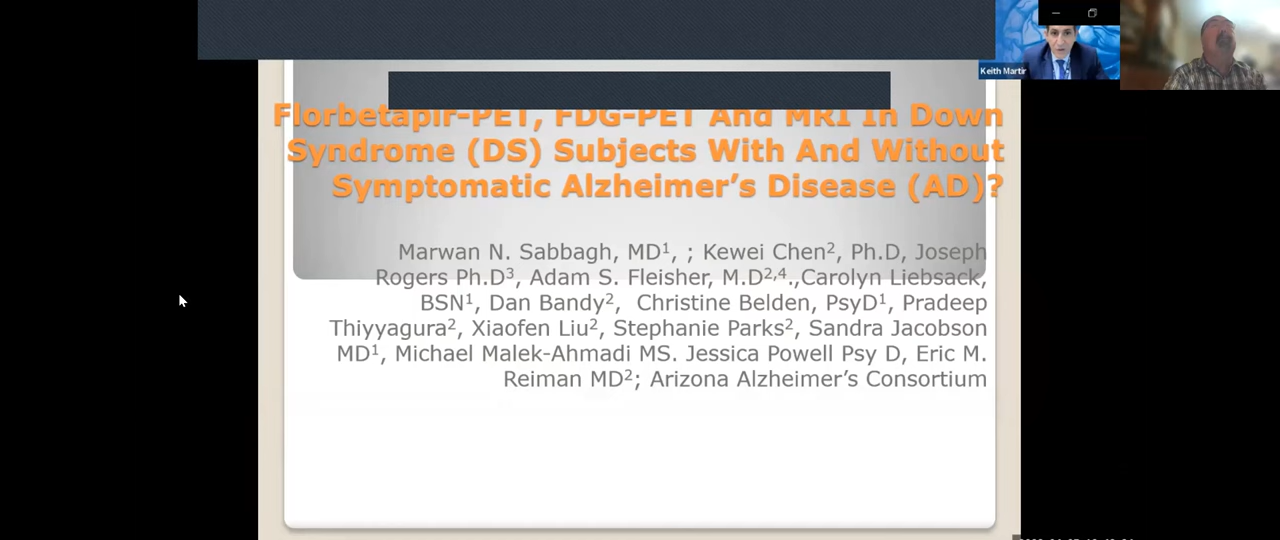 Keith Martin
Florbetapir-PET, FDG-PET And MRI In Down
Syndrome (DS) Subjects With And Without
Symptomatic Alzheimer’s Disease (AD)?
Marwan N. Sabbagh, MD1, ; Kewei Chen2, Ph.D, Joseph
Rogers Ph.D3, Adam S. Fleisher, M.D2,4.,Carolyn Liebsack,
BSN1, Dan Bandy2, Christine Belden, PsyD1, Pradeep
Thiyyagura2, Xiaofen Liu2, Stephanie Parks2, Sandra Jacobson
MD1, Michael Malek-Ahmadi MS. Jessica Powell Psy D, Eric M.
Reiman MD2; Arizona Alzheimer’s Consortium